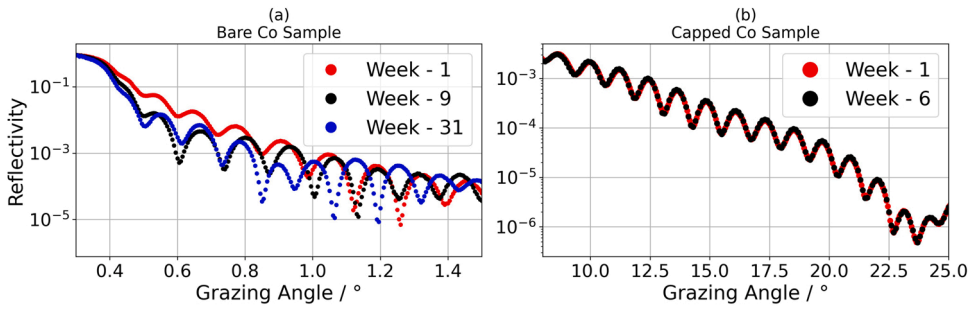 (a)
Bare Co Sample
Reflectivity
10⁻¹
10⁻³
10⁻⁵
Week - 1
Week - 9
Week - 31
0.4 0.6 0.8 1.0 1.2 1.4
Grazing Angle / °
(b)
Capped Co Sample
10⁻³
10⁻⁴
10⁻⁵
10⁻⁶
Week - 1
Week - 6
10.0 12.5 15.0 17.5 20.0 22.5 25.0
Grazing Angle / °